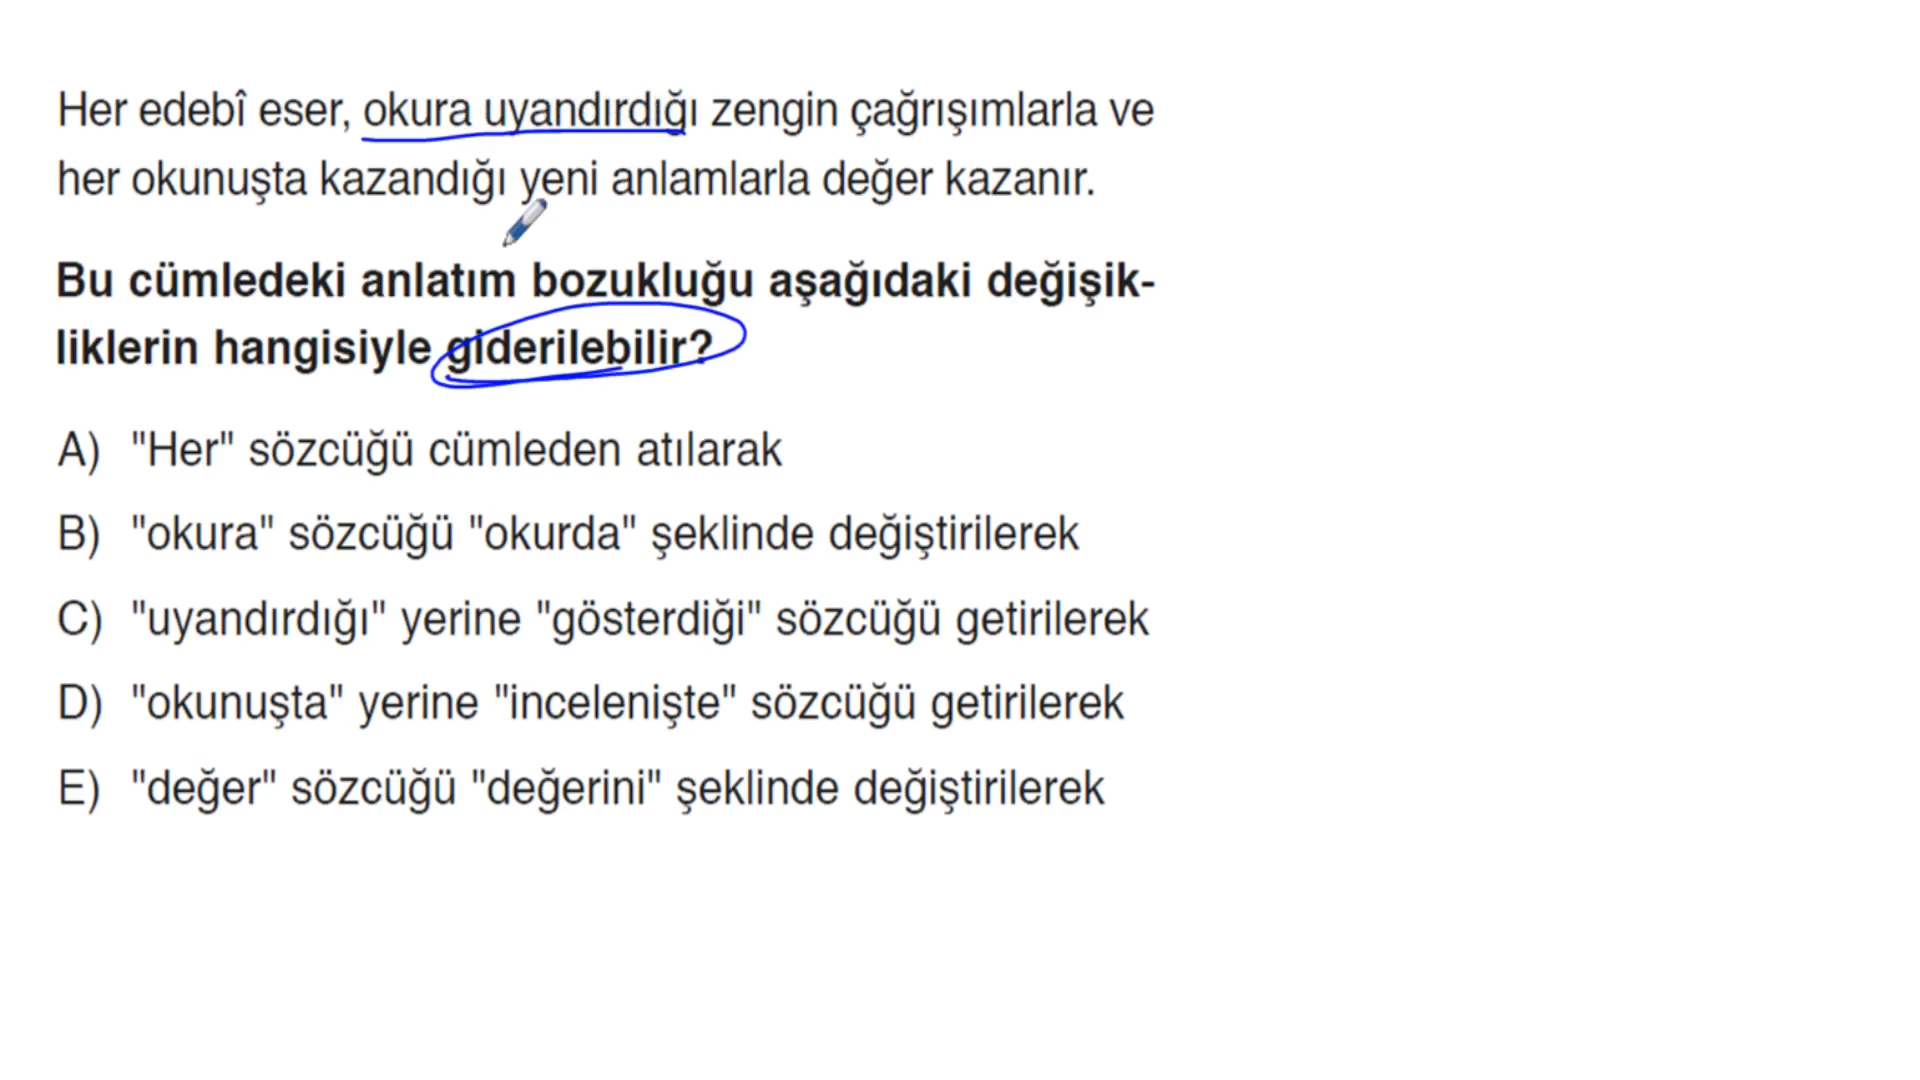 Her edebî eser, okura uyandırdığı zengin çağrışımlarla ve
her okunuşta kazandığı yeni anlamlarla değer kazanır.
Bu cümledeki anlatım bozukluğu aşağıdaki değişik-
liklerin hangisiyle giderilebilir?
A) "Her" sözcüğü cümleden atılarak
B) "okura" sözcüğü "okurda" şeklinde değiştirilerek
C) "uyandırdığı" yerine "gösterdiği" sözcüğü getirilerek
D) "okunuşta" yerine "incelenişte" sözcüğü getirilerek
E) "değer" sözcüğü "değerini" şeklinde değiştirilerek